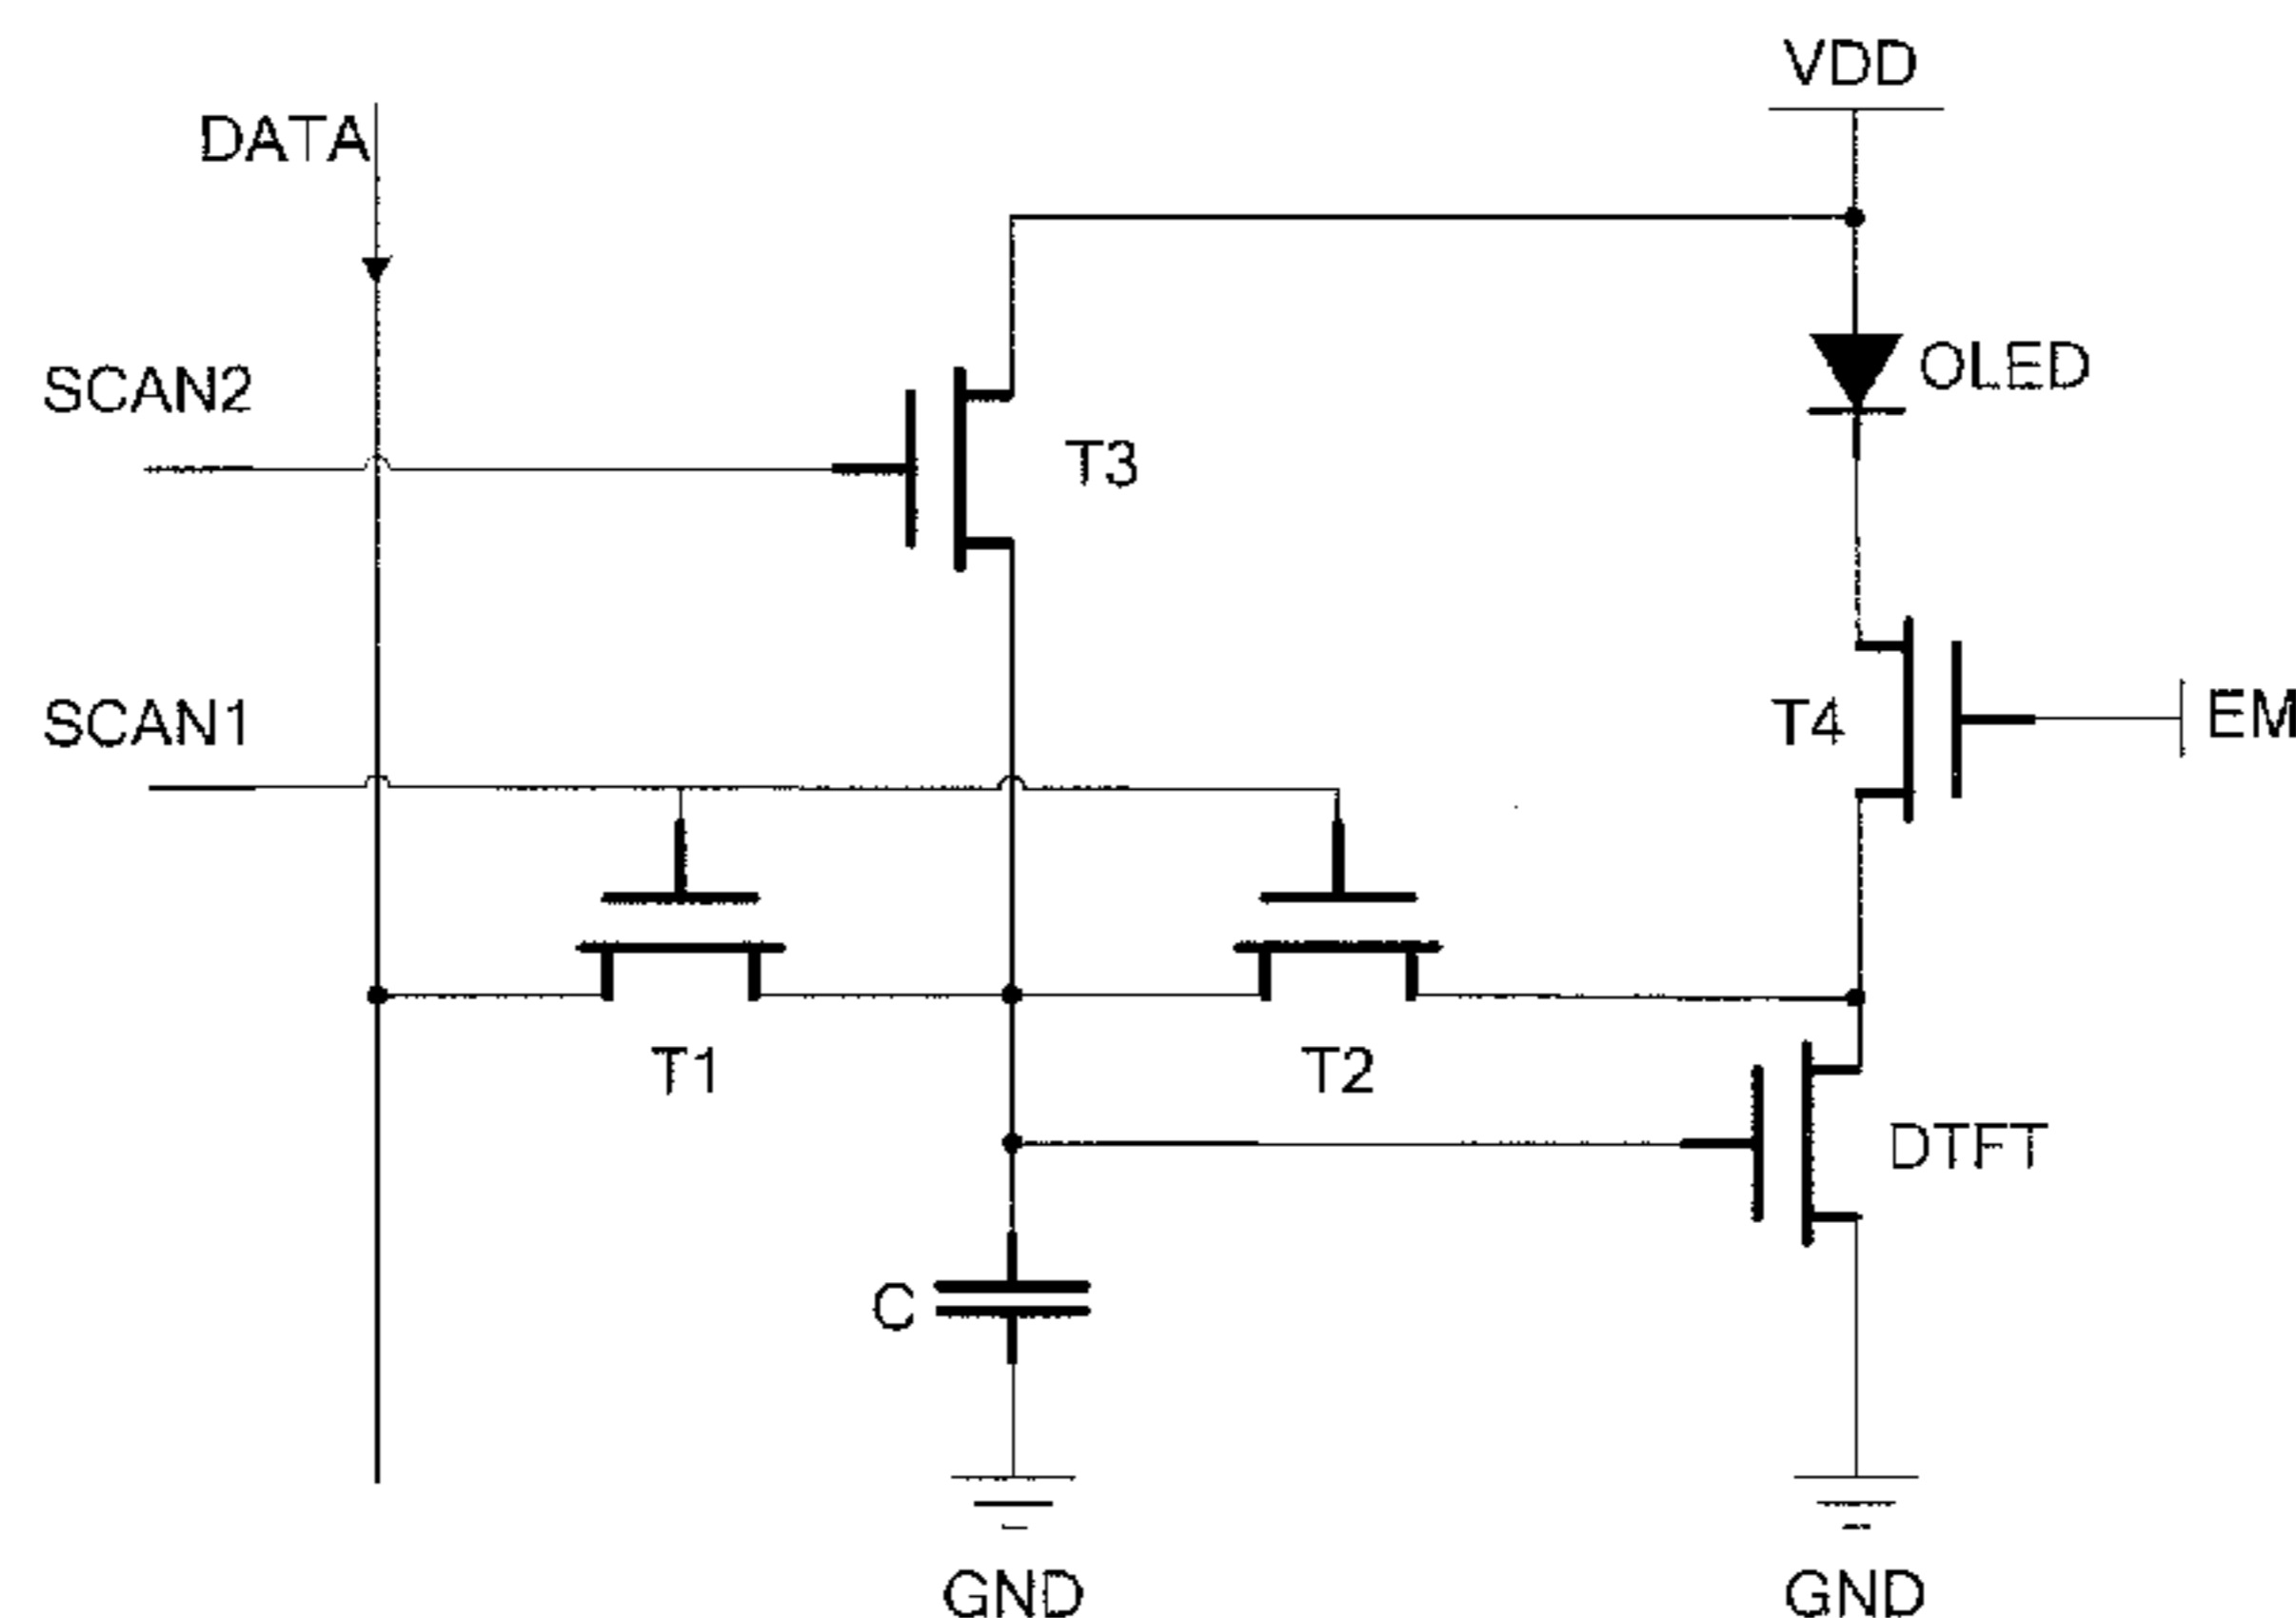 VDD
DATA
OLED
SCAN2
T3
SCAN1
T4
EM
T1
T2
DTFT
C
GND
GND